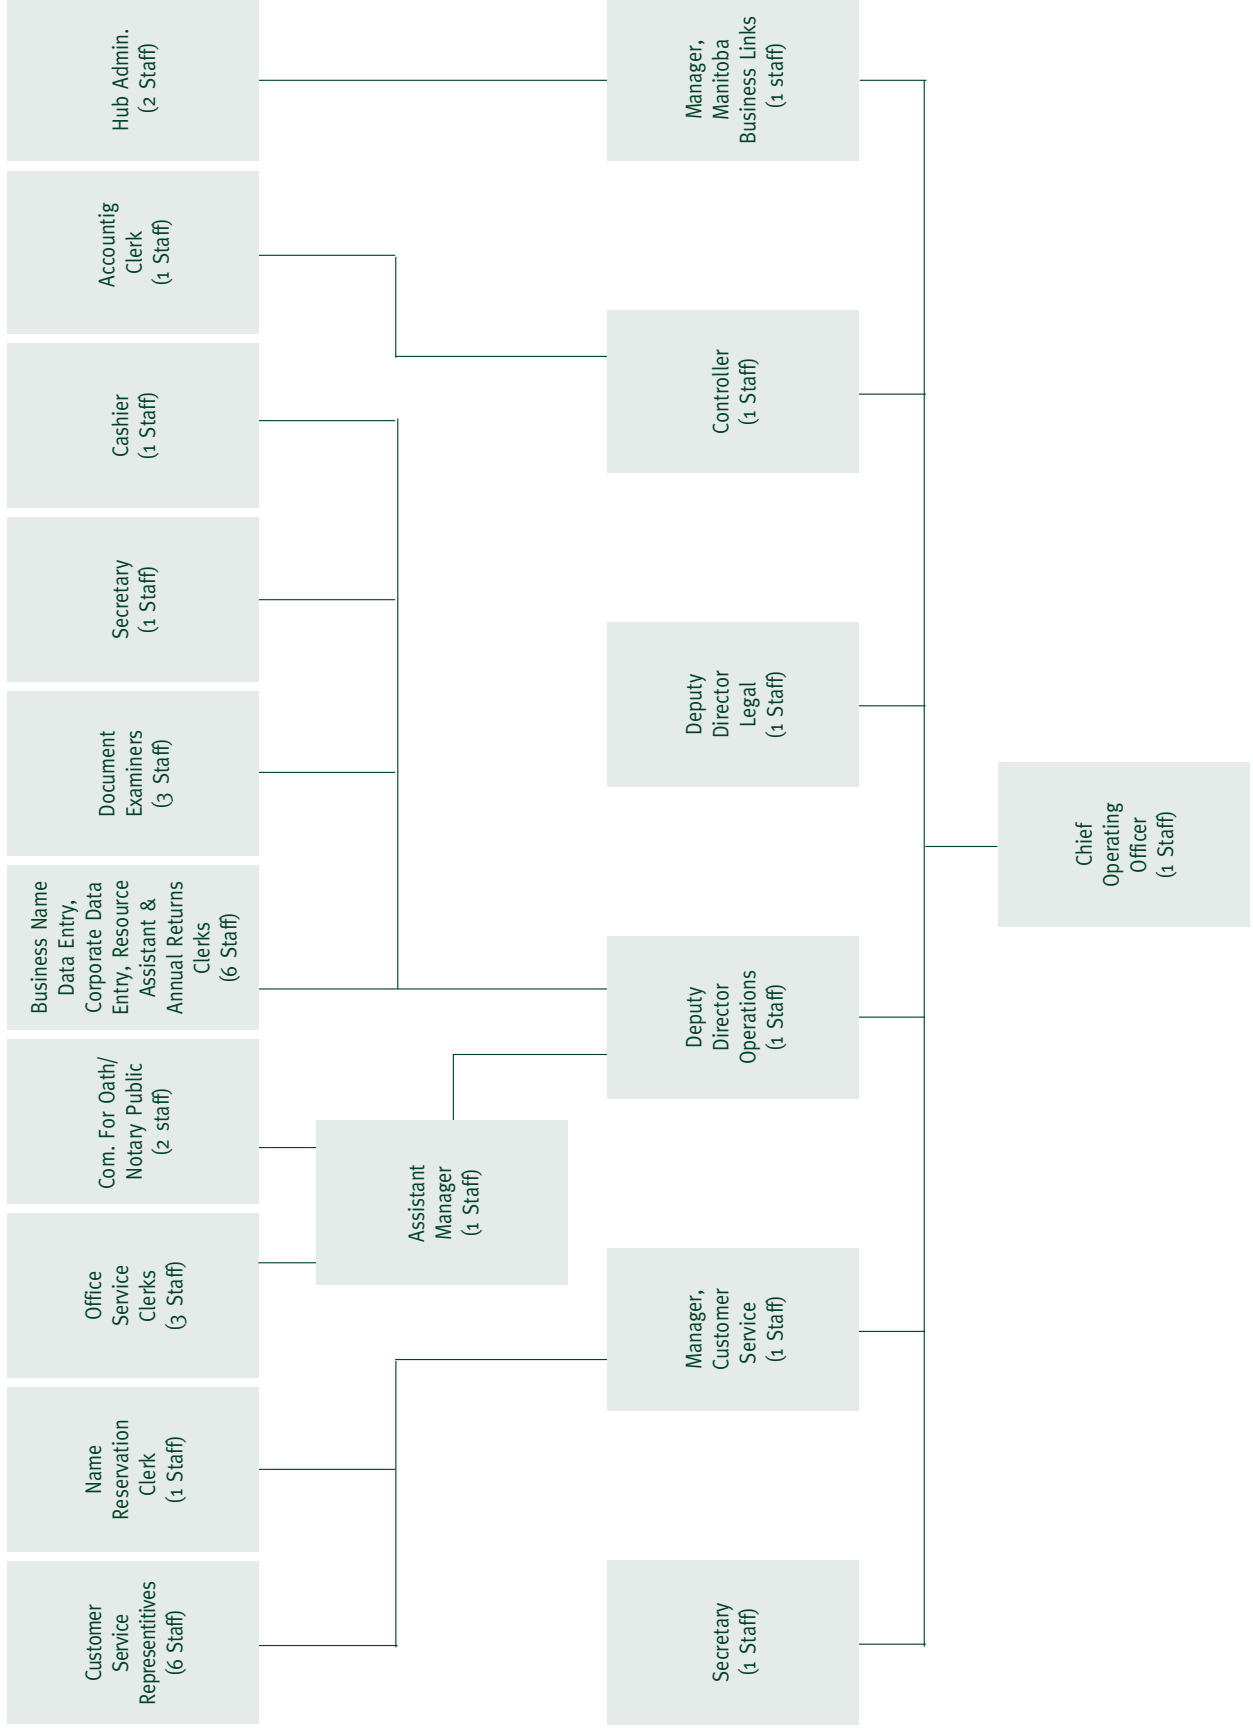 Customer
Service
Representitives
(6 Staff)
Name
Reservation
Clerk
(1 Staff)
Office
Service
Clerks
(3 Staff)
Com. For Oath/
Notary Public
(2 staff)
Business Name
Data Entry,
Corporate Data
Entry, Resource
Assistant &
Annual Returns
Clerks
(6 Staff)
Document
Examiners
(3 Staff)
Secretary
(1 Staff)
Cashier
(1 Staff)
Accountig
Clerk
(1 Staff)
Hub Admin.
(2 Staff)
Assistant
Manager
(1 Staff)
Secretary
(1 Staff)
Manager,
Customer
Service
(1 Staff)
Deputy
Director
Operations
(1 Staff)
Deputy
Director
Legal
(1 Staff)
Controller
(1 Staff)
Manager,
Manitoba
Business Links
(1 staff)
Chief
Operating
Officer
(1 Staff)